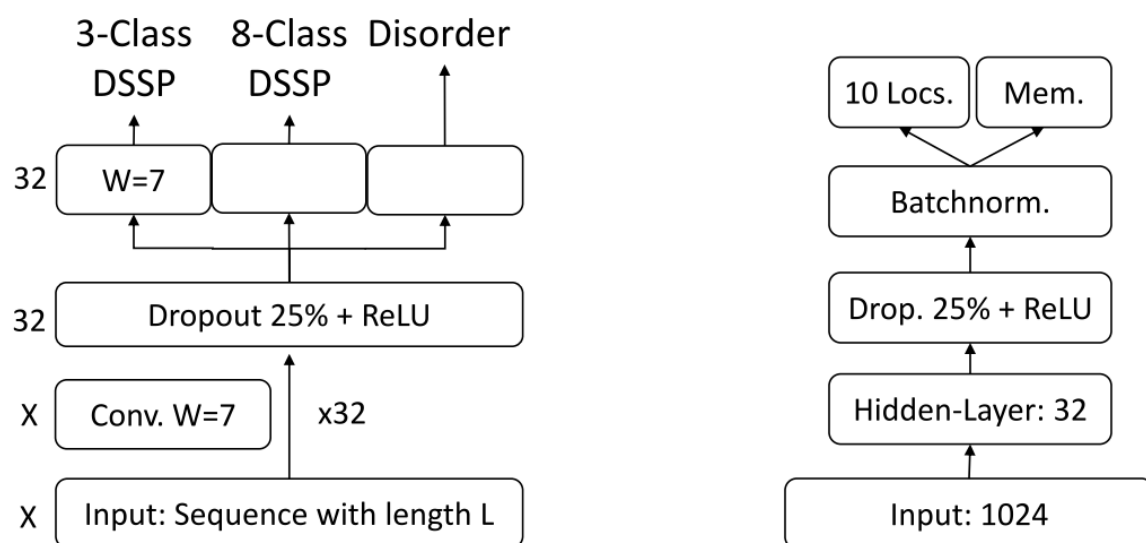 3-Class
DSSP
8-Class
DSSP
Disorder
32
W=7
32
Dropout 25% + ReLU
X
Conv. W=7
x32
X
Input: Sequence with length L
10 Locs.
Mem.
Batchnorm.
Drop. 25% + ReLU
Hidden-Layer: 32
Input: 1024